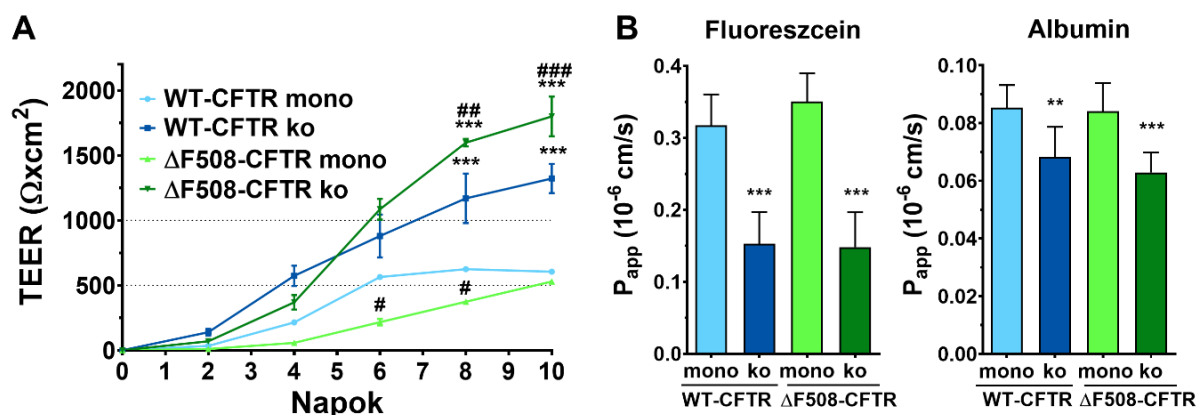 A
TEER (Ωxcm²)
2000
1500
1000
500
0
WT-CFTR mono
WT-CFTR ko
ΔF508-CFTR mono
ΔF508-CFTR ko
#
#
##
***
***
###
***
***
0 1 2 3 4 5 6 7 8 9 10
Napok
B
Fluoreszcein
Papp (10⁻⁶ cm/s)
0.4
0.3
0.2
0.1
0.0
***
***
mono ko mono ko
WT-CFTR ΔF508-CFTR
Albumin
Papp (10⁻⁶ cm/s)
0.10
0.08
0.06
0.04
0.02
0.00
**
***
mono ko mono ko
WT-CFTR ΔF508-CFTR